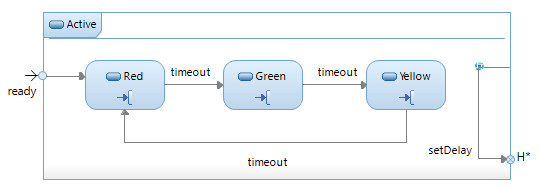 Active
Red
timeout
Green
timeout
Yellow
ready
setDelay
H*
timeout